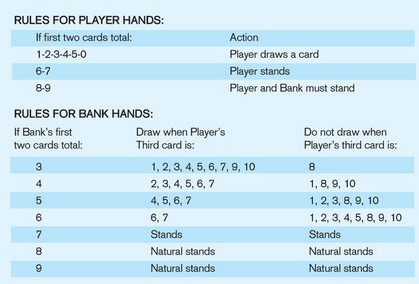 RULES FOR PLAYER HANDS:
If first two cards total: Action
1-2-3-4-5-0 Player draws a card
6-7 Player stands
8-9 Player and Bank must stand
RULES FOR BANK HANDS:
If Bank's first Draw when Player's Do not draw when
two cards total: Third card is: Player's third card is:
3 1, 2, 3, 4, 5, 6, 7, 9, 10 8
4 2, 3, 4, 5, 6, 7 1, 8, 9, 10
5 4, 5, 6, 7 1, 2, 3, 8, 9, 10
6 6, 7 1, 2, 3, 4, 5, 8, 9, 10
7 Stands Stands
8 Natural stands Natural stands
9 Natural stands Natural stands